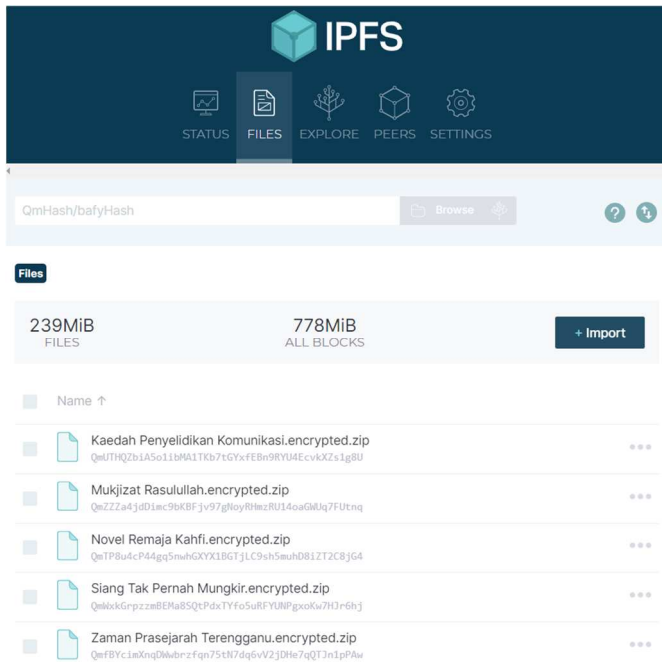 IPFS
STATUS FILES EXPLORE PEERS SETTINGS
QmHash/bafyHash Browse
Files
239MiB 778MiB + Import
FILES ALL BLOCKS
Name ↑
Kaedah Penyelidikan Komunikasi.encrypted.zip
QmUTHQZbiA5o1ibMA1TKb7tGYxfEBn9RYU4EcvkXZs1g8U
Mukjizat Rasulullah.encrypted.zip
QmZZZa4jdDimc9bKBFjv97gNoyRHmzRU14oaGWUq7FUtnq
Novel Remaja Kahfi.encrypted.zip
QmTP8u4cP44gq5nwhGXYX1BGTjLC9sh5muhD8iZT2C8jG4
Siang Tak Pernah Mungkir.encrypted.zip
QmWxkGrpzzmBEMa8SQtPdxTYfo5uRFYUNPgxoKw7HJr6hj
Zaman Prasejarah Terengganu.encrypted.zip
QmfBYcimXnqDWwbrzfqn75tN7dq6vV2jDHe7qQTJn1pPAw